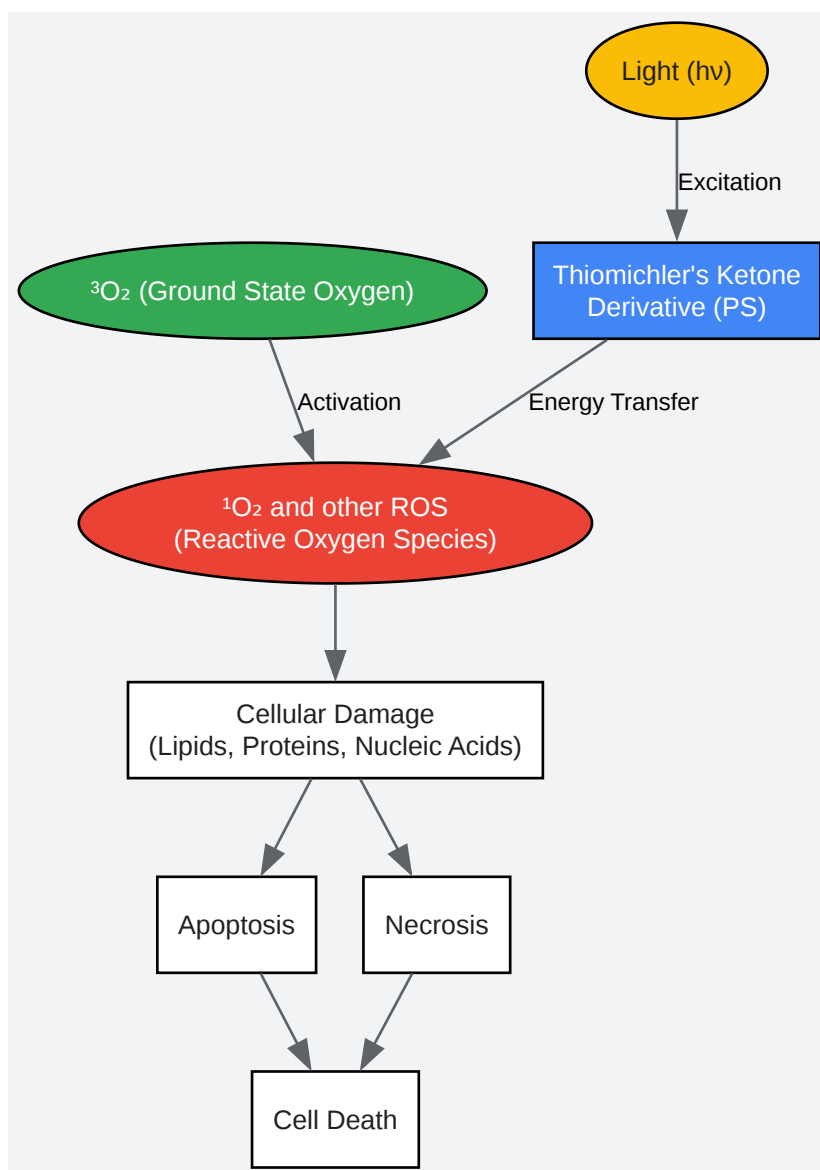 Light (hν)
Excitation
³O₂ (Ground State Oxygen)
Thiomichler's Ketone
Derivative (PS)
Activation
Energy Transfer
¹O₂ and other ROS
(Reactive Oxygen Species)
Cellular Damage
(Lipids, Proteins, Nucleic Acids)
Apoptosis
Necrosis
Cell Death